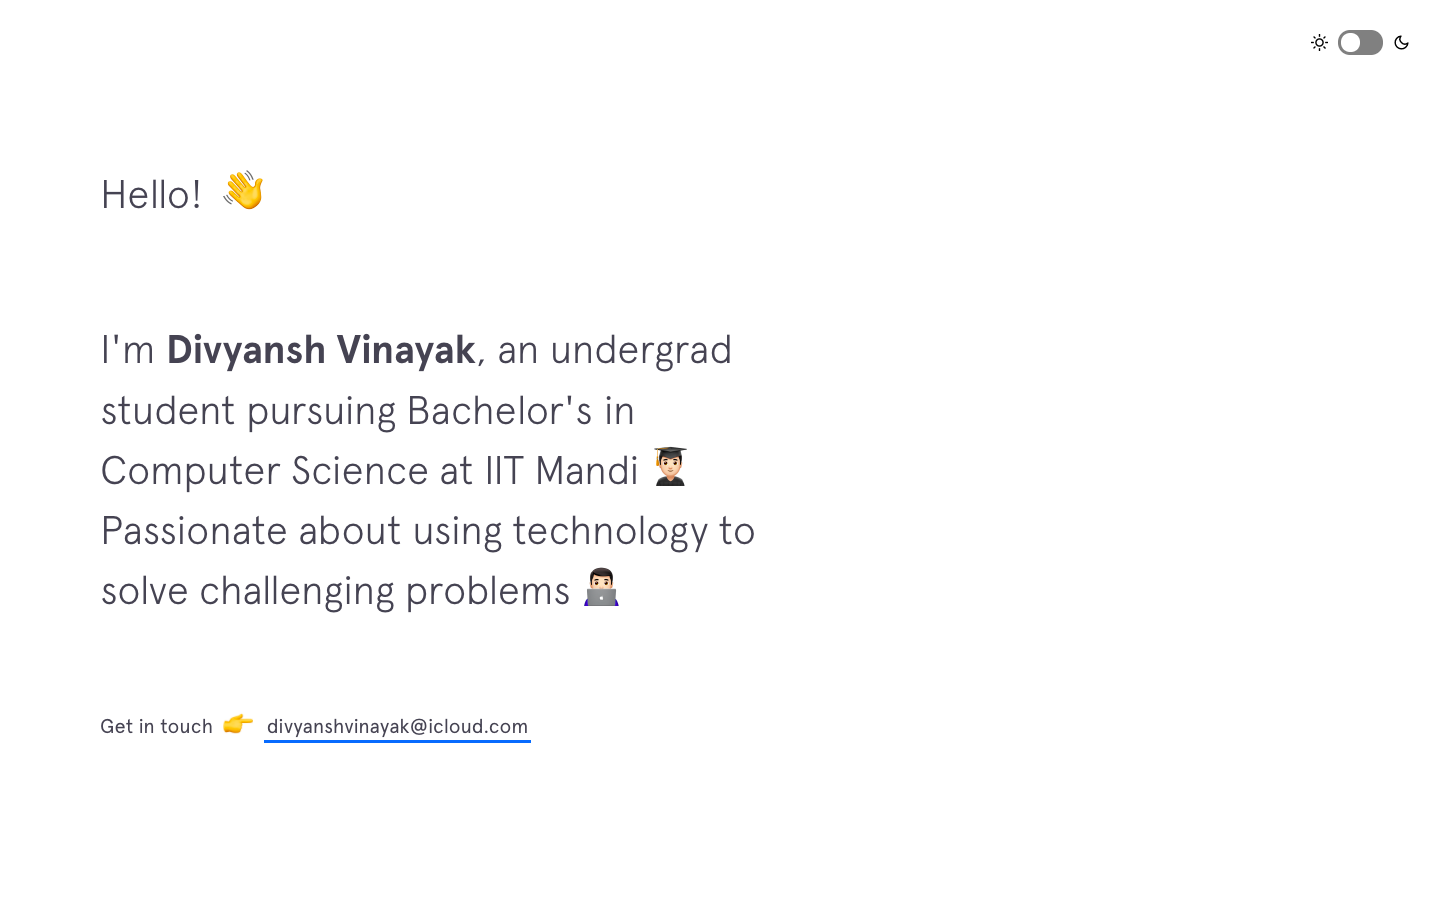 Hello! 👋
I'm Divyansh Vinayak, an undergrad
student pursuing Bachelor's in
Computer Science at IIT Mandi 👨🏻‍🎓
Passionate about using technology to
solve challenging problems 👨🏻‍💻
Get in touch 👉 divyanshvinayak@icloud.com